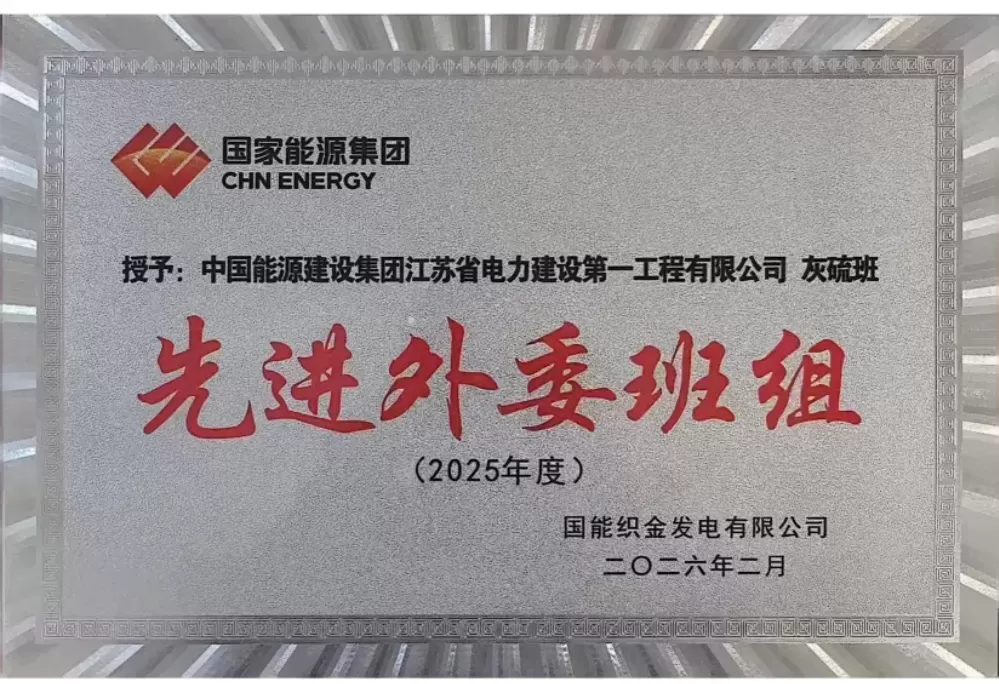 国家能源集团
CHN ENERGY
授予：中国能源建设集团江苏省电力建设第一工程有限公司 灰硫班
先进外委班组
（2025年度）
国能织金发电有限公司
二〇二六年二月